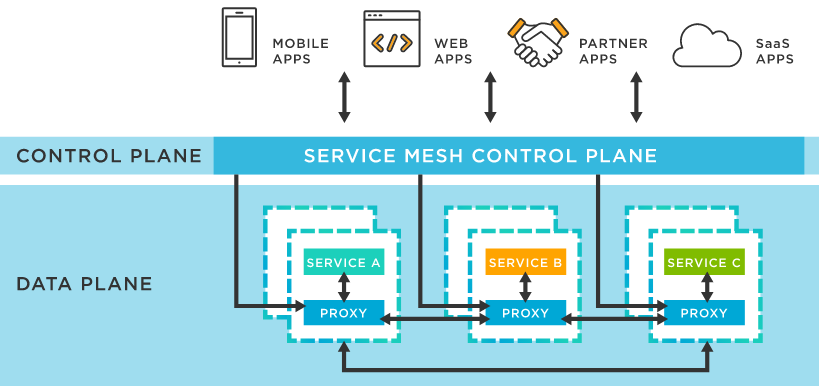 MOBILE
APPS
WEB
APPS
PARTNER
APPS
SaaS
APPS
CONTROL PLANE
SERVICE MESH CONTROL PLANE
DATA PLANE
SERVICE A
SERVICE B
SERVICE C
PROXY
PROXY
PROXY